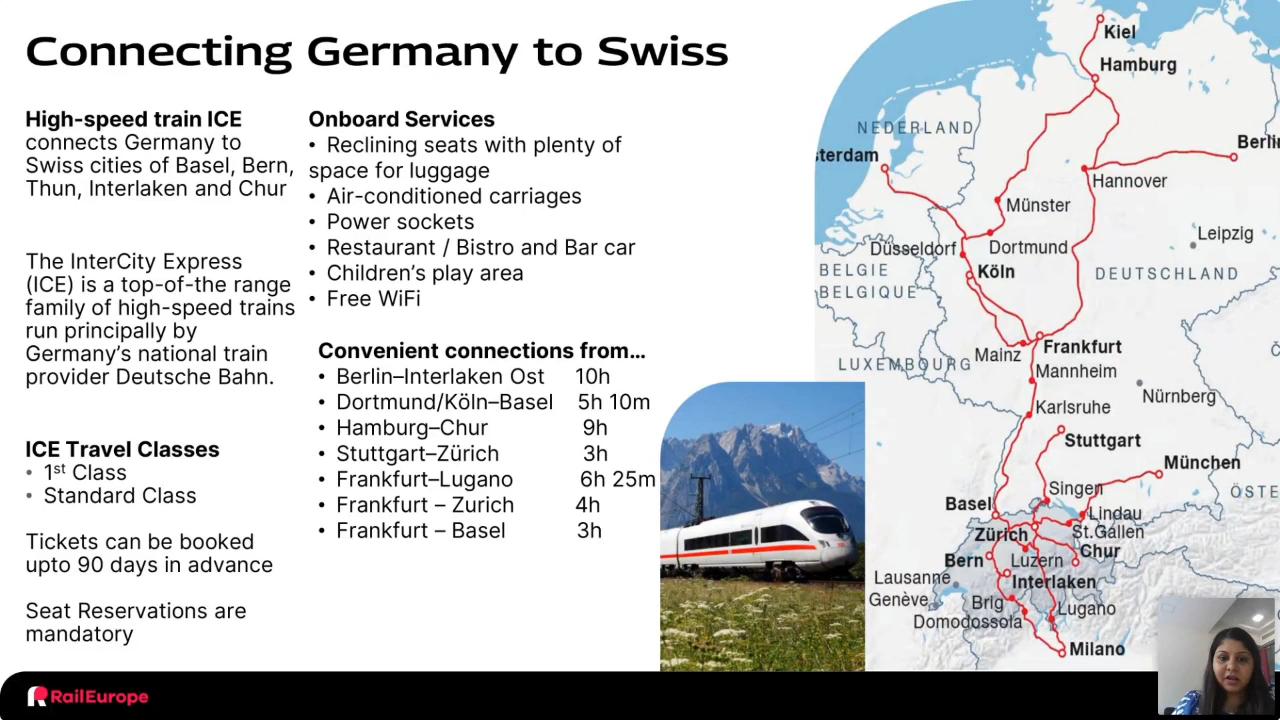 Connecting Germany to Swiss
High-speed train ICE
connects Germany to
Swiss cities of Basel, Bern,
Thun, Interlaken and Chur
The InterCity Express
(ICE) is a top-of-the range
family of high-speed trains
run principally by
Germany’s national train
provider Deutsche Bahn.
ICE Travel Classes
• 1st Class
• Standard Class
Tickets can be booked
upto 90 days in advance
Seat Reservations are
mandatory
Onboard Services
• Reclining seats with plenty of
space for luggage
• Air-conditioned carriages
• Power sockets
• Restaurant / Bistro and Bar car
• Children’s play area
• Free WiFi
Convenient connections from…
• Berlin–Interlaken Ost 10h
• Dortmund/Köln–Basel 5h 10m
• Hamburg–Chur 9h
• Stuttgart–Zürich 3h
• Frankfurt–Lugano 6h 25m
• Frankfurt – Zurich 4h
• Frankfurt – Basel 3h
Kiel
Hamburg
NEDERLAND
sterdam
Berlin
Hannover
Münster
Leipzig
Düsseldorf
Dortmund
Köln
BELGIE
BELGIQUE
DEUTSCHLAND
LUXEMBOURG
Mainz
Frankfurt
Mannheim
Nürnberg
Karlsruhe
Stuttgart
München
Singen
ÖSTE
Basel
Lindau
Zürich
St.Gallen
Chur
Bern
Luzern
Lausanne
Interlaken
Genève
Brig
Lugano
Domodossola
Milano
RailEurope